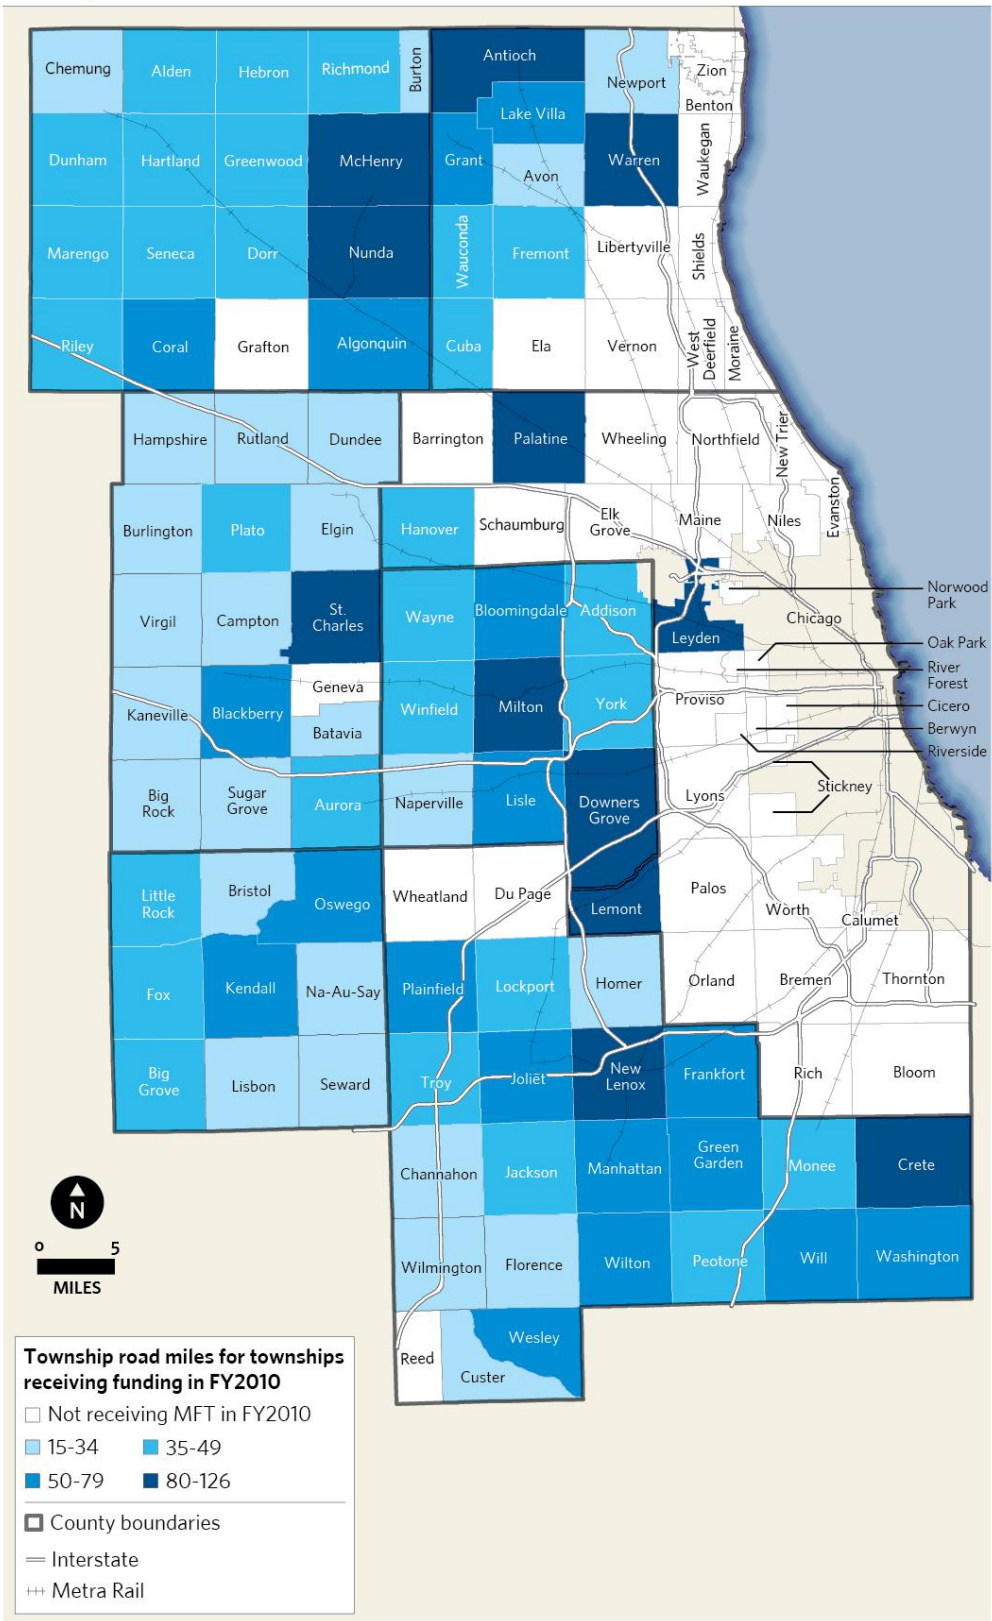 Chemung
Alden
Hebron
Richmond
Burton
Antioch
Newport
Zion
Benton
Lake Villa
Dunham
Hartland
Greenwood
McHenry
Grant
Avon
Warren
Waukegan
Marengo
Seneca
Dorr
Nunda
Wauconda
Fremont
Libertyville
Shields
Riley
Coral
Grafton
Algonquin
Cuba
Ela
Vernon
West
Deerfield
Moraine
Hampshire
Rutland
Dundee
Barrington
Palatine
Wheeling
Northfield
New Trier
Burlington
Plato
Elgin
Hanover
Schaumburg
Elk
Grove
Maine
Niles
Evanston
Virgil
Campton
St.
Charles
Wayne
Bloomingdale
Addison
Leyden
Chicago
Norwood
Park
Oak Park
River
Forest
Cicero
Berwyn
Riverside
Kaneville
Blackberry
Geneva
Batavia
Winfield
Milton
York
Proviso
Big
Rock
Sugar
Grove
Aurora
Naperville
Lisle
Downers
Grove
Lyons
Stickney
Little
Rock
Bristol
Oswego
Wheatland
Du Page
Lemont
Palos
Worth
Calumet
Fox
Kendall
Na-Au-Say
Plainfield
Lockport
Homer
Orland
Bremen
Thornton
Big
Grove
Lisbon
Seward
Troy
Joliet
New
Lenox
Frankfort
Rich
Bloom
Channahon
Jackson
Manhattan
Green
Garden
Monee
Crete
Wilmington
Florence
Wilton
Peotone
Will
Washington
Reed
Custer
Wesley
N
0 5
MILES
Township road miles for townships
receiving funding in FY2010
Not receiving MFT in FY2010
15-34 35-49
50-79 80-126
County boundaries
Interstate
Metra Rail